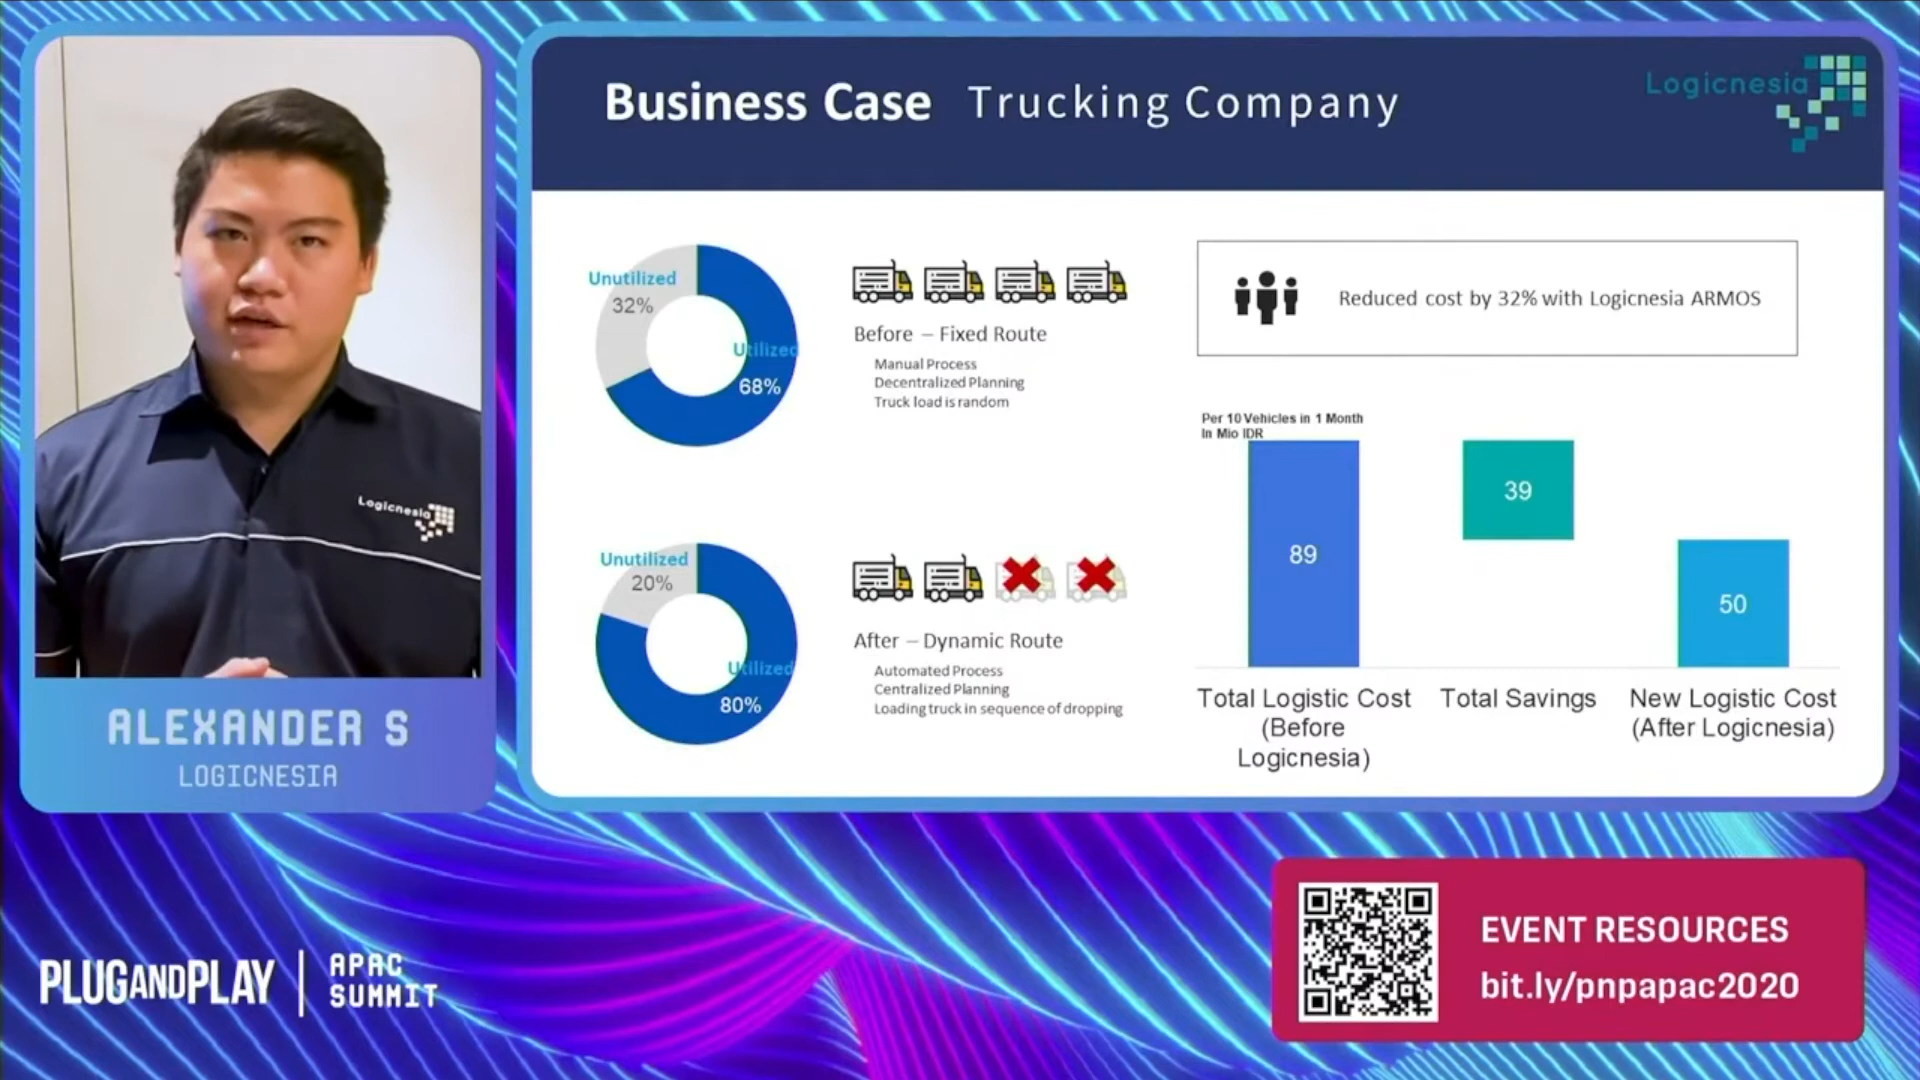 Logicnesia
ALEXANDER S
LOGICNESIA
Business Case Trucking Company
Logicnesia
Unutilized
32%
Utilized
68%
Before – Fixed Route
Manual Process
Decentralized Planning
Truck load is random
Unutilized
20%
Utilized
80%
After – Dynamic Route
Automated Process
Centralized Planning
Loading truck in sequence of dropping
Reduced cost by 32% with Logicnesia ARMOS
Per 10 Vehicles in 1 Month
In Mio IDR
89
39
50
Total Logistic Cost
(Before
Logicnesia)
Total Savings
New Logistic Cost
(After Logicnesia)
PLUGANDPLAY
APAC
SUMMIT
EVENT RESOURCES
bit.ly/pnpapac2020